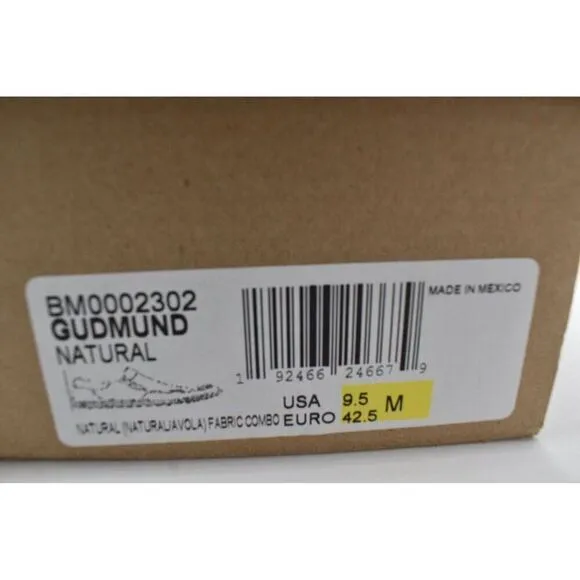 BM0002302
GUDMUND
NATURAL
NATURAL (NATURAL/AVOLA) FABRIC COMBO
1 92466 24667 9
MADE IN MEXICO
USA 9.5 M
EURO 42.5